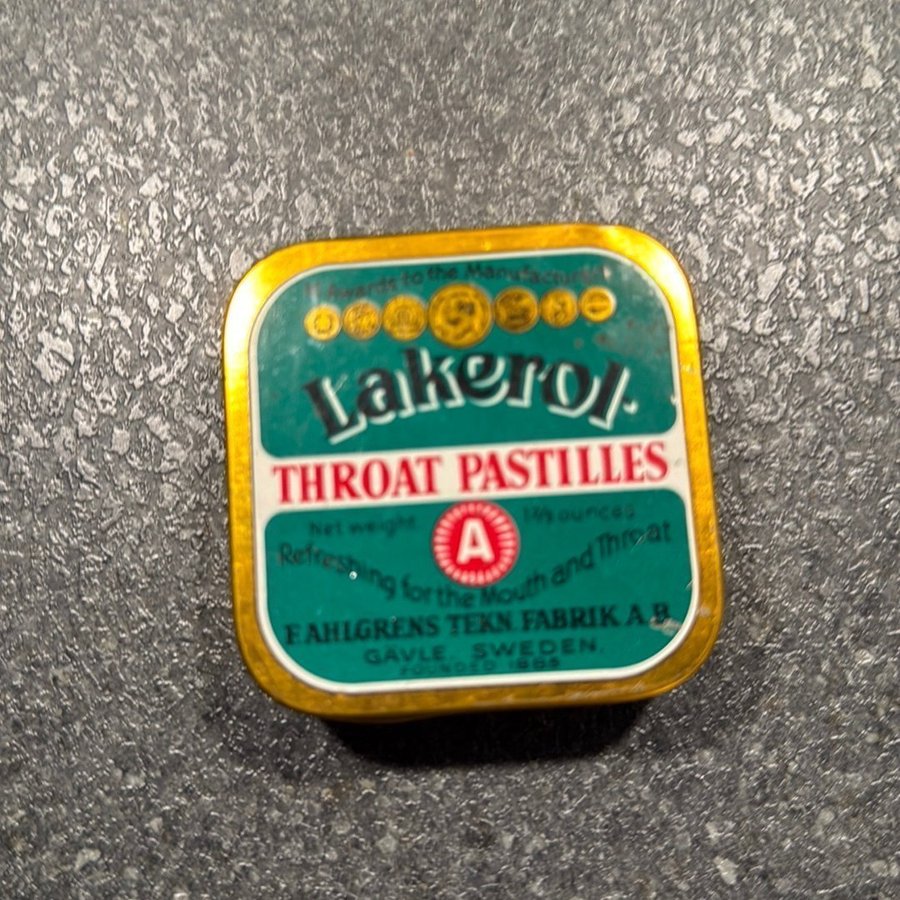 Awards to the Manufacturer
Lakerol
THROAT PASTILLES
Net weight ounces
A
Refreshing for the Mouth and Throat
F. AHLGRENS TEKN. FABRIK A.B.
GAVLE, SWEDEN.
FOUNDED